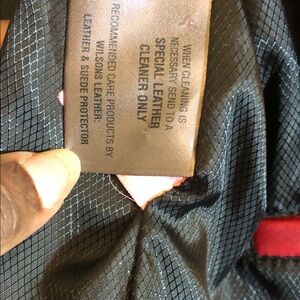 WHEN CLEANING IS
NECESSARY SEND TO A
SPECIAL LEATHER
CLEANER ONLY
RECOMMENDED CARE PRODUCTS BY
WILSONS LEATHER:
LEATHER & SUEDE PROTECTOR